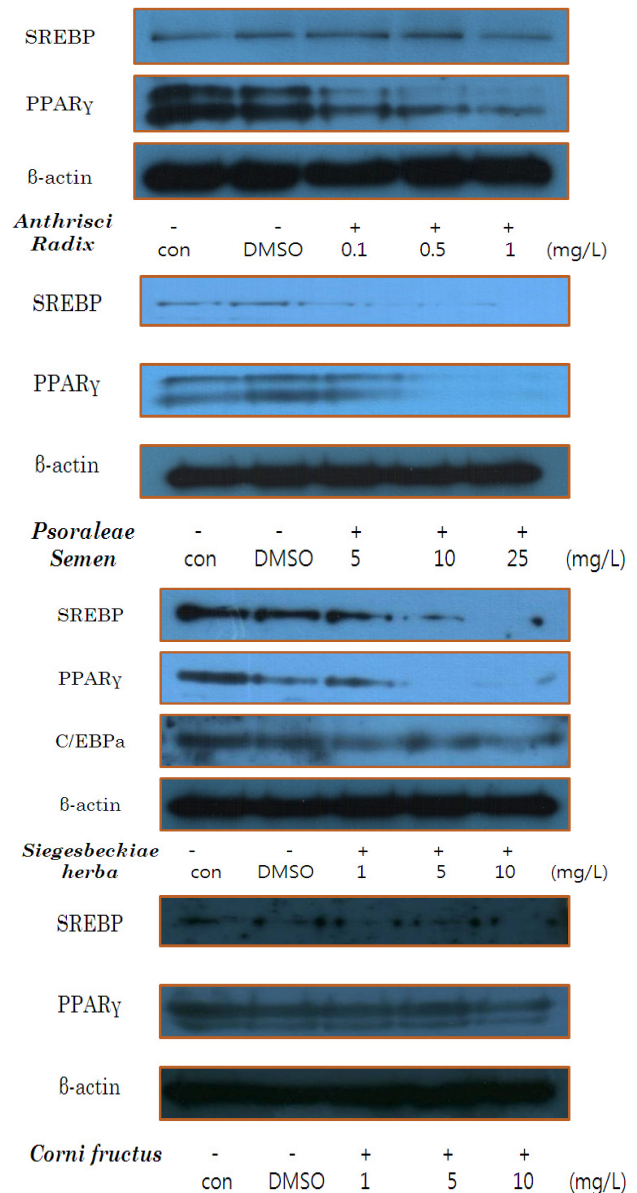 SREBP
PPARγ
β-actin
Anthrisci - - + + +
Radix con DMSO 0.1 0.5 1 (mg/L)
SREBP
PPARγ
β-actin
Psoraleae - - + + +
Semen con DMSO 5 10 25 (mg/L)
SREBP
PPARγ
C/EBPa
β-actin
Siegesbeckiae - - + + +
herba con DMSO 1 5 10 (mg/L)
SREBP
PPARγ
β-actin
Corni fructus - - + + +
con DMSO 1 5 10 (mg/L)